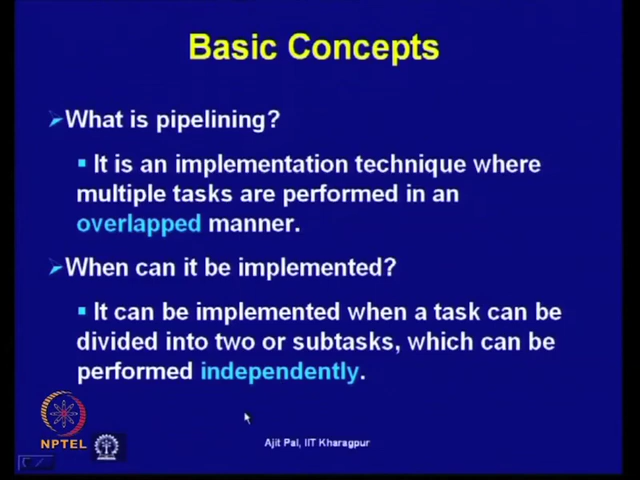 Basic Concepts
What is pipelining?
It is an implementation technique where
multiple tasks are performed in an
overlapped manner.
When can it be implemented?
It can be implemented when a task can be
divided into two or subtasks, which can be
performed independently.
NPTEL
Ajit Pal, IIT Kharagpur